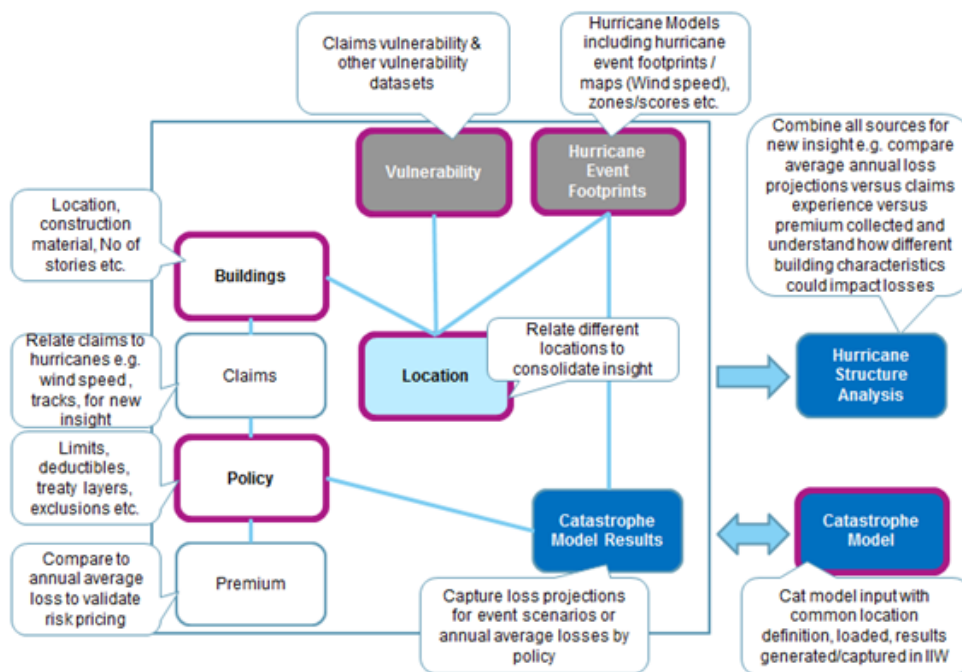 Claims vulnerability &
other vulnerability
datasets
Hurricane Models
including hurricane
event footprints /
maps (Wind speed),
zones/scores etc.
Combine all sources for
new insight e.g. compare
average annual loss
projections versus claims
experience versus
premium collected and
understand how different
building characteristics
could impact losses
Vulnerability
Hurricane
Event
Footprints
Location,
construction
material, No of
stories etc.
Buildings
Relate claims to
hurricanes e.g.
wind speed ,
tracks, for new
insight
Claims
Location
Relate different
locations to
consolidate insight
Hurricane
Structure
Analysis
Limits,
deductibles,
treaty layers,
exclusions etc.
Policy
Catastrophe
Model Results
Catastrophe
Model
Compare to
annual average
loss to validate
risk pricing
Premium
Capture loss projections
for event scenarios or
annual average losses by
policy
Cat model input with
common location
definition, loaded, results
generated/captured in IIW